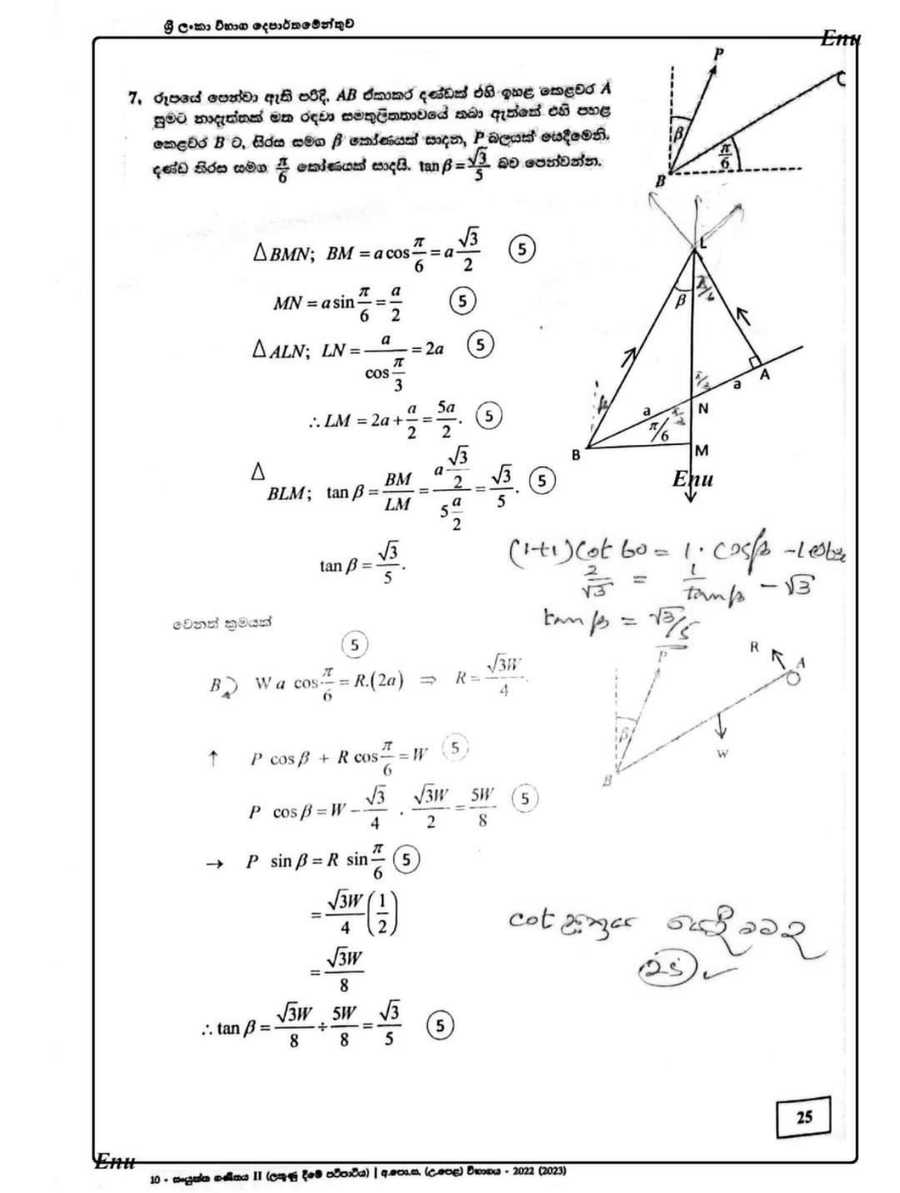 ශ්‍රී ලංකා විභාග දෙපාර්තමේන්තුව
Enu
7. රූපයේ පෙන්වා ඇති පරිදි, AB ඒකාකාර දණ්ඩක් එහි ඉහළ කෙළවර A
සුමට නාදැත්තක් මත රඳවා සමතුලිතතාවයේ තබා ඇත්තේ එහි පහළ
කෙළවර B ට, සිරස සමග β කෝණයක් සාදන, P බලයක් යෙදීමෙනි.
දණ්ඩ තිරස සමග π/6 කෝණයක් සාදයි. tan β = √3/5 බව පෙන්වන්න.
P
C
β
π/6
B
△BMN; BM = a cos π/6 = a √3/2 (5)
MN = a sin π/6 = a/2 (5)
△ALN; LN = a / cos π/3 = 2a (5)
∴ LM = 2a + a/2 = 5a/2. (5)
△BLM; tan β = BM/LM = (a √3/2) / (5 a/2) = √3/5. (5)
tan β = √3/5.
L
β
A
a
N
a
π/6
B
M
Enu
(1+1) Cot 60 = 1. Cot β - 1 cot
2/√3 = 1/tan β - √3
tan β = √3/5
වෙනත් ක්‍රමයක්
(5)
B W a cos π/6 = R.(2a) ⇒ R = √3W/4.
↑ P cos β + R cos π/6 = W (5)
P cos β = W - √3/4 . √3W/2 = 5W/8 (5)
→ P sin β = R sin π/6 (5)
= √3W/4 (1/2)
= √3W/8
∴ tan β = √3W/8 ÷ 5W/8 = √3/5 (5)
P
R
A
β
W
B
cot
(25) ✓
25
Enu
10 - සංයුක්ත ගණිතය II (ලකුණු දීමේ පටිපාටිය) | අ.පො.ස. (උ.පෙළ) විභාගය - 2022 (2023)